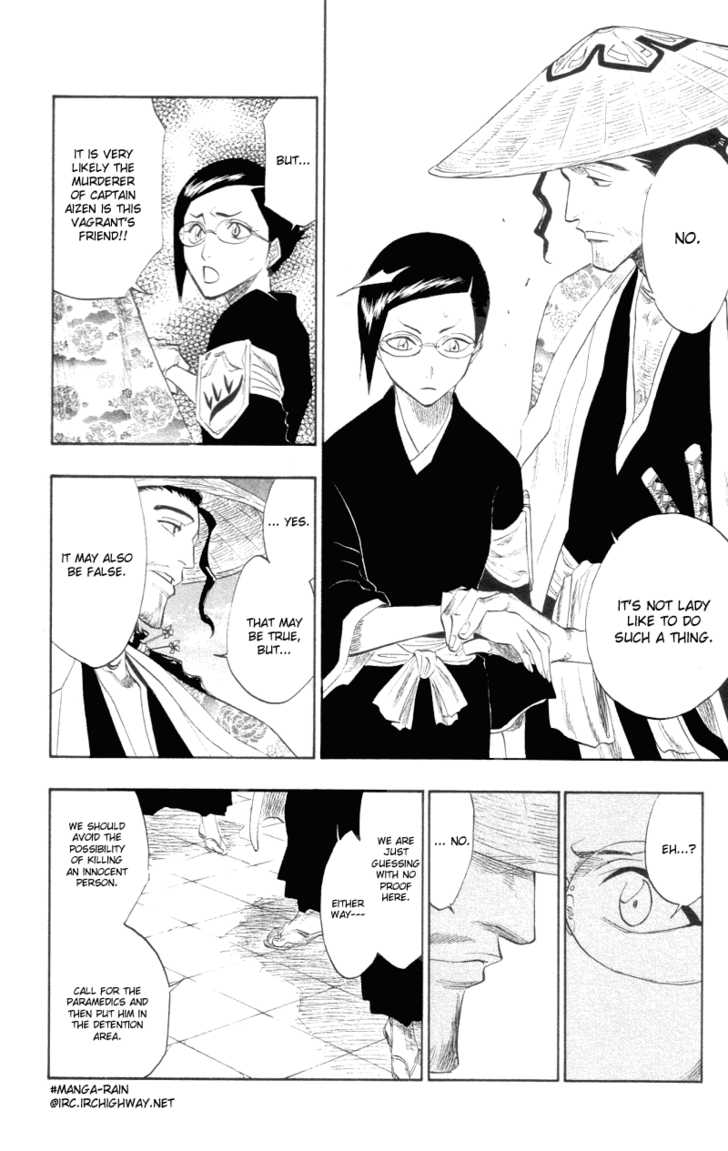 NO.
IT'S NOT LADY
LIKE TO DO
SUCH A THING.
BUT...
IT IS VERY
LIKELY THE
MURDERER
OF CAPTAIN
AIZEN IS THIS
VAGRANT'S
FRIEND!!
... YES.
THAT MAY
BE TRUE,
BUT...
IT MAY ALSO
BE FALSE.
EH...?
... NO.
WE ARE
JUST
GUESSING
WITH NO
PROOF
HERE.
EITHER
WAY---
WE SHOULD
AVOID THE
POSSIBILITY
OF KILLING
AN INNOCENT
PERSON.
CALL FOR THE
PARAMEDICS AND
THEN PUT HIM IN
THE DETENTION
AREA.
#MANGA-RAIN
@IRC.IRCHIGHWAY.NET